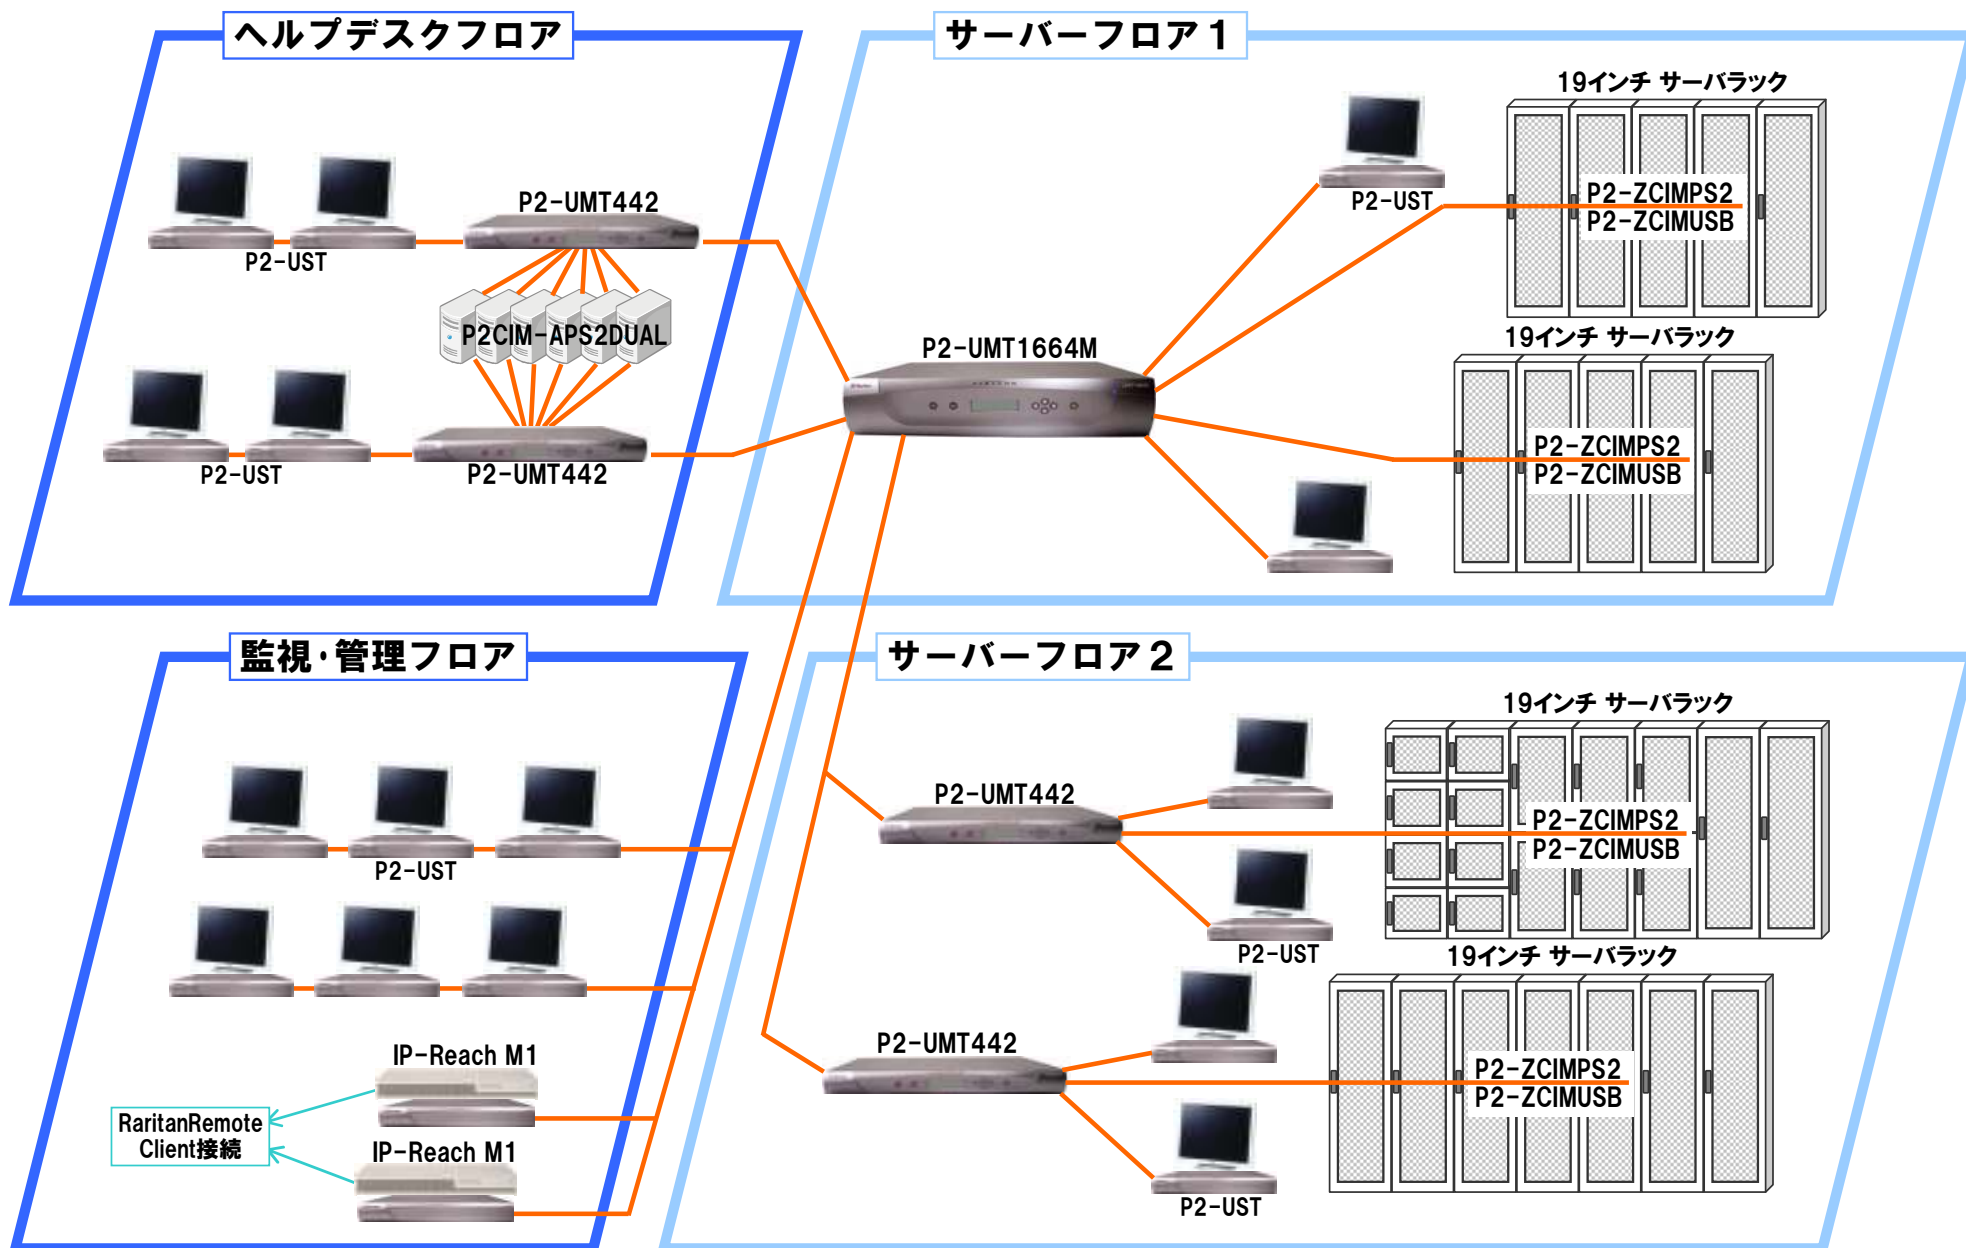 ヘルプデスクフロア
P2-UMT442
P2-UST
P2CIM-APS2DUAL
P2-UST
P2-UMT442
サーバーフロア1
19インチ サーバラック
P2-UST
P2-ZCIMPS2
P2-ZCIMUSB
P2-UMT1664M
19インチ サーバラック
P2-ZCIMPS2
P2-ZCIMUSB
監視・管理フロア
P2-UST
IP-Reach M1
RaritanRemote
Client接続
IP-Reach M1
サーバーフロア2
19インチ サーバラック
P2-UMT442
P2-ZCIMPS2
P2-ZCIMUSB
P2-UST
19インチ サーバラック
P2-UMT442
P2-ZCIMPS2
P2-ZCIMUSB
P2-UST